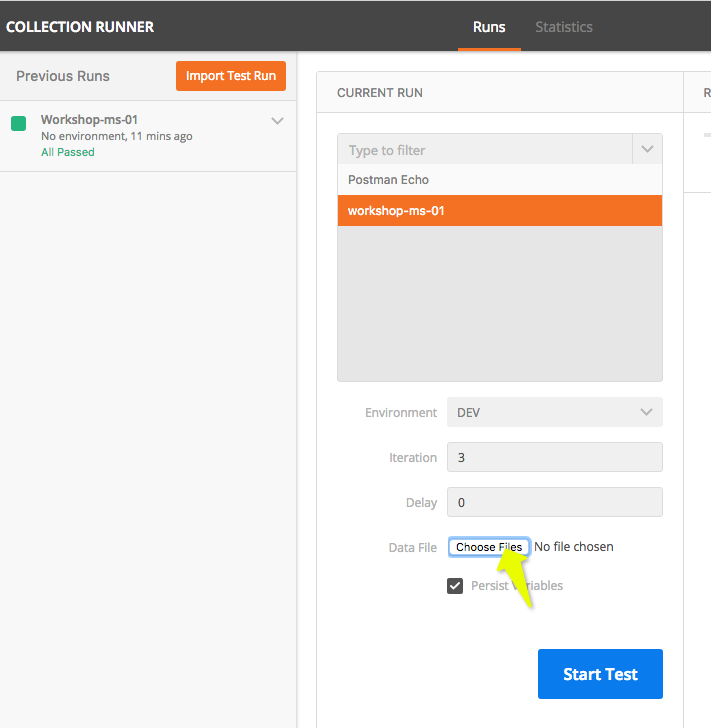 COLLECTION RUNNER
Runs
Statistics
Previous Runs
Import Test Run
Workshop-ms-01
No environment, 11 mins ago
All Passed
CURRENT RUN
R
Type to filter
Postman Echo
workshop-ms-01
Environment
DEV
Iteration
3
Delay
0
Data File
Choose Files
No file chosen
Persist Variables
Start Test